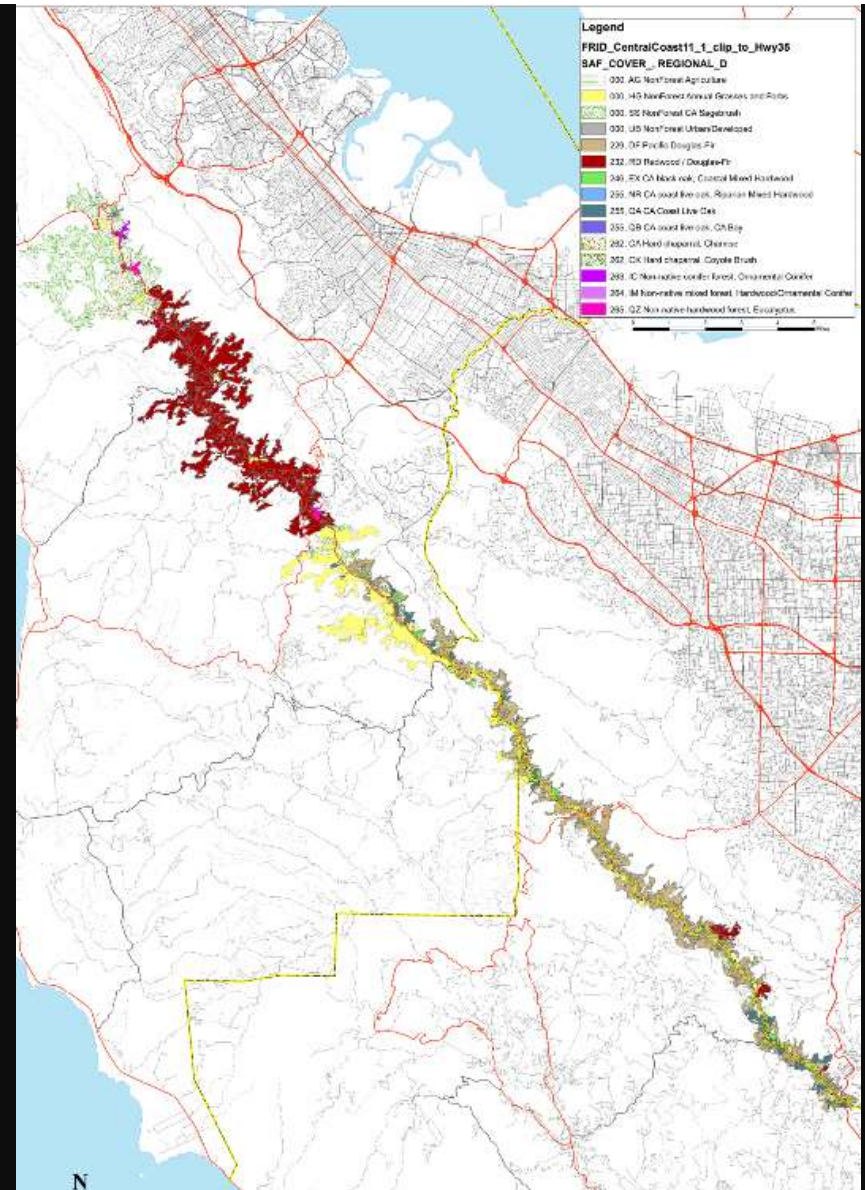 Legend
FRID_CentralCoast11_1_clip_to_Hwy35
SAF_COVER_, REGIONAL_D
000, AG NonForest Agriculture
000, HG NonForest Annual Grasses and Forbs
000, SS NonForest CA Sagebrush
000, UB NonForest Urban/Developed
229, DF Pacific Douglas-Fir
232, RD Redwood / Douglas-Fir
246, EX CA black oak, Coastal Mixed Hardwood
255, NR CA coast live oak, Riparian Mixed Hardwood
255, QA CA Coast Live Oak
255, QB CA coast live oak, CA Bay
262, CA Hard chaparral, Chamise
262, CK Hard chaparral, Coyote Brush
263, IC Non-native conifer forest, Ornamental Conifer
264, IM Non-native mixed forest, Hardwood/Ornamental Conifer
265, QZ Non-native hardwood forest, Eucalyptus
N